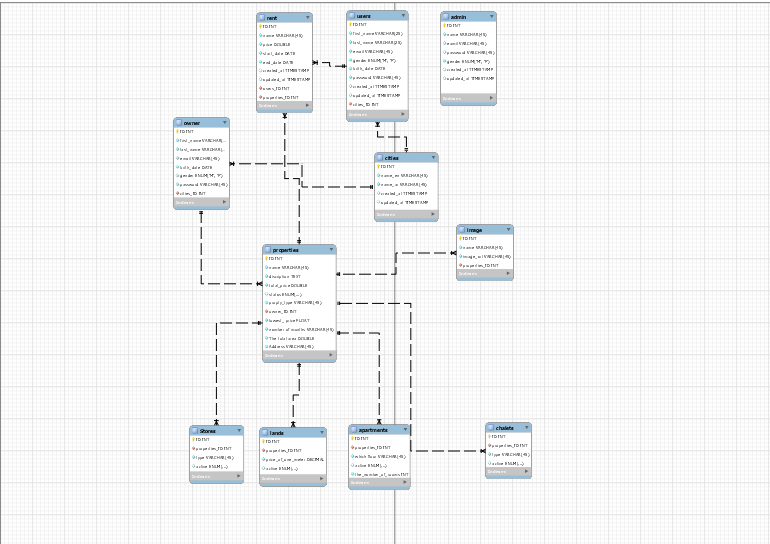 rent
ID INT
name VARCHAR(45)
price DOUBLE
start_date DATE
end_date DATE
created_at TIMESTAMP
updated_at TIMESTAMP
users_ID INT
properties_ID INT
Indexes
users
ID INT
first_name VARCHAR(25)
last_name VARCHAR(25)
email VARCHAR(45)
gender ENUM('M', 'F')
birth_date DATE
password VARCHAR(45)
created_at TIMESTAMP
updated_at TIMESTAMP
cities_ID INT
Indexes
admin
ID INT
name VARCHAR(45)
email VARCHAR(45)
password VARCHAR(45)
gender ENUM('M', 'F')
created_at TIMESTAMP
updated_at TIMESTAMP
Indexes
owner
ID INT
first_name VARCHAR(...
last_name VARCHAR(...
email VARCHAR(45)
birth_date DATE
gender ENUM('M', 'F')
password VARCHAR(45)
cities_ID INT
Indexes
cities
ID INT
name_en VARCHAR(45)
name_ar VARCHAR(45)
created_at TIMESTAMP
updated_at TIMESTAMP
Indexes
image
ID INT
name VARCHAR(45)
image_url VARCHAR(45)
properties_ID INT
Indexes
properties
ID INT
name VARCHAR(45)
description TEXT
total_price DOUBLE
status ENUM(...)
owner_ID INT
number of months VARCHAR(45)
The total area DOUBLE
Address VARCHAR(45)
Indexes
Stores
ID INT
properties_ID INT
type VARCHAR(45)
active ENUM(...)
Indexes
lands
ID INT
properties_ID INT
price_of_one_meter DECIMAL
active ENUM(...)
Indexes
apartments
ID INT
properties_ID INT
which floor VARCHAR(45)
active ENUM(...)
the_number_of_rooms INT
Indexes
chalets
ID INT
properties_ID INT
type VARCHAR(45)
active ENUM(...)
Indexes